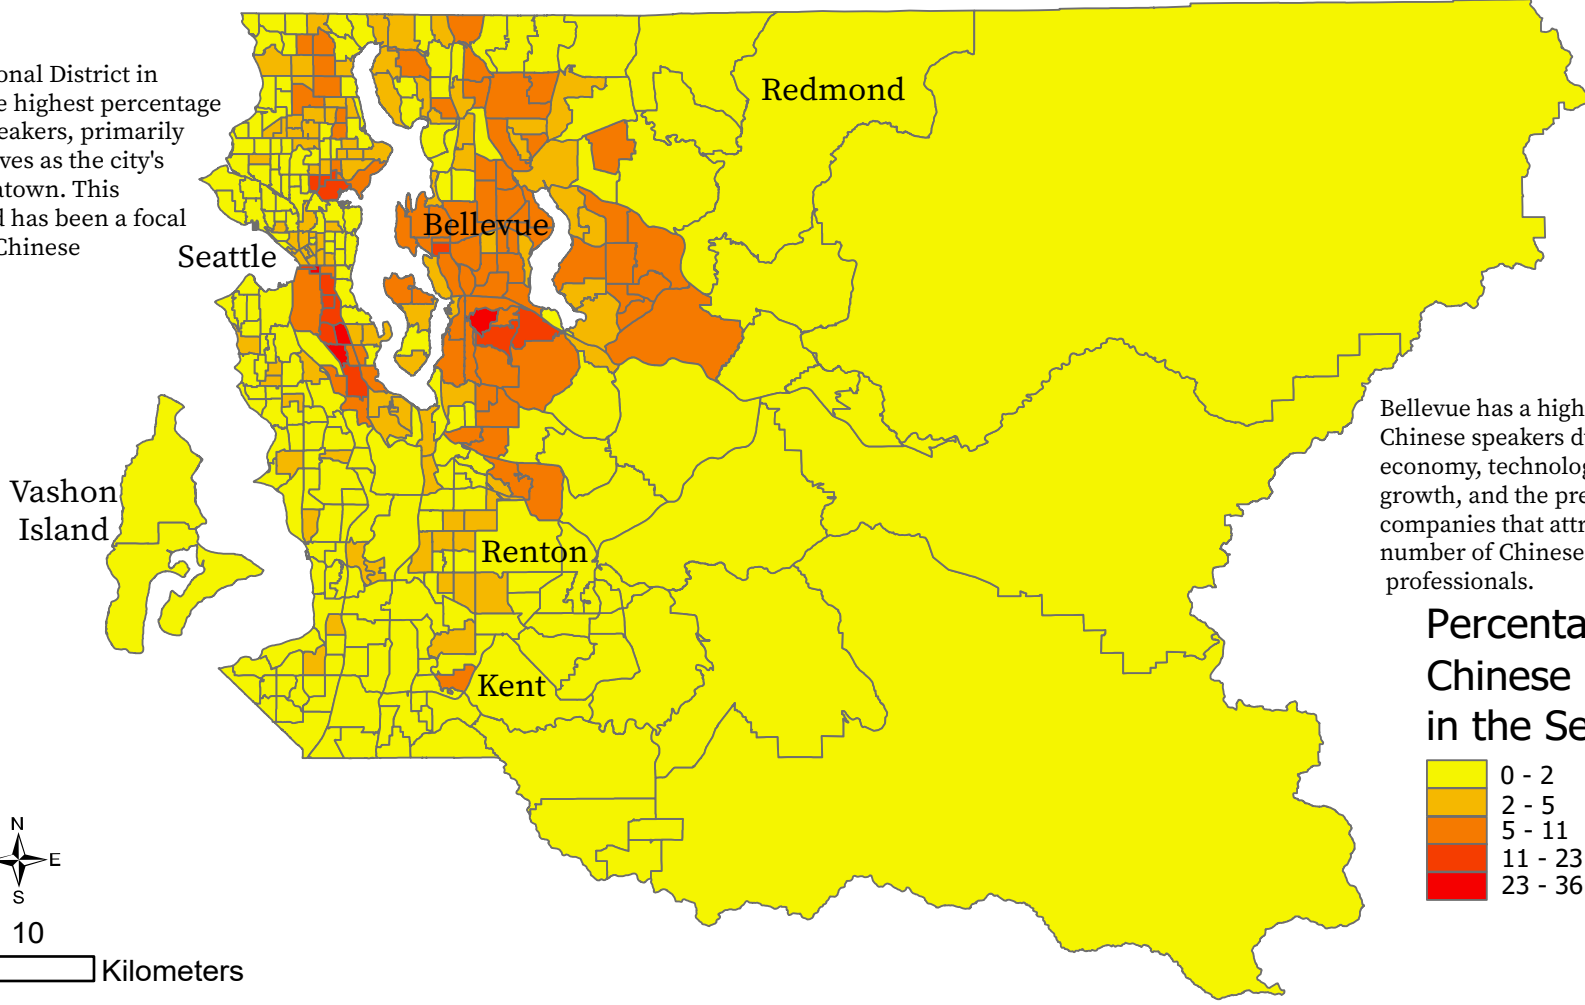 onal District in
e highest percentage
eakers, primarily
ves as the city's
atown. This
d has been a focal
Chinese
Redmond
Bellevue
Seattle
Vashon
Island
Renton
Kent
Bellevue has a high
Chinese speakers d
economy, technolog
growth, and the pre
companies that attr
number of Chinese
professionals.
Percenta
Chinese
in the Se
0 - 2
2 - 5
5 - 11
11 - 23
23 - 36
N
E
S
10
Kilometers